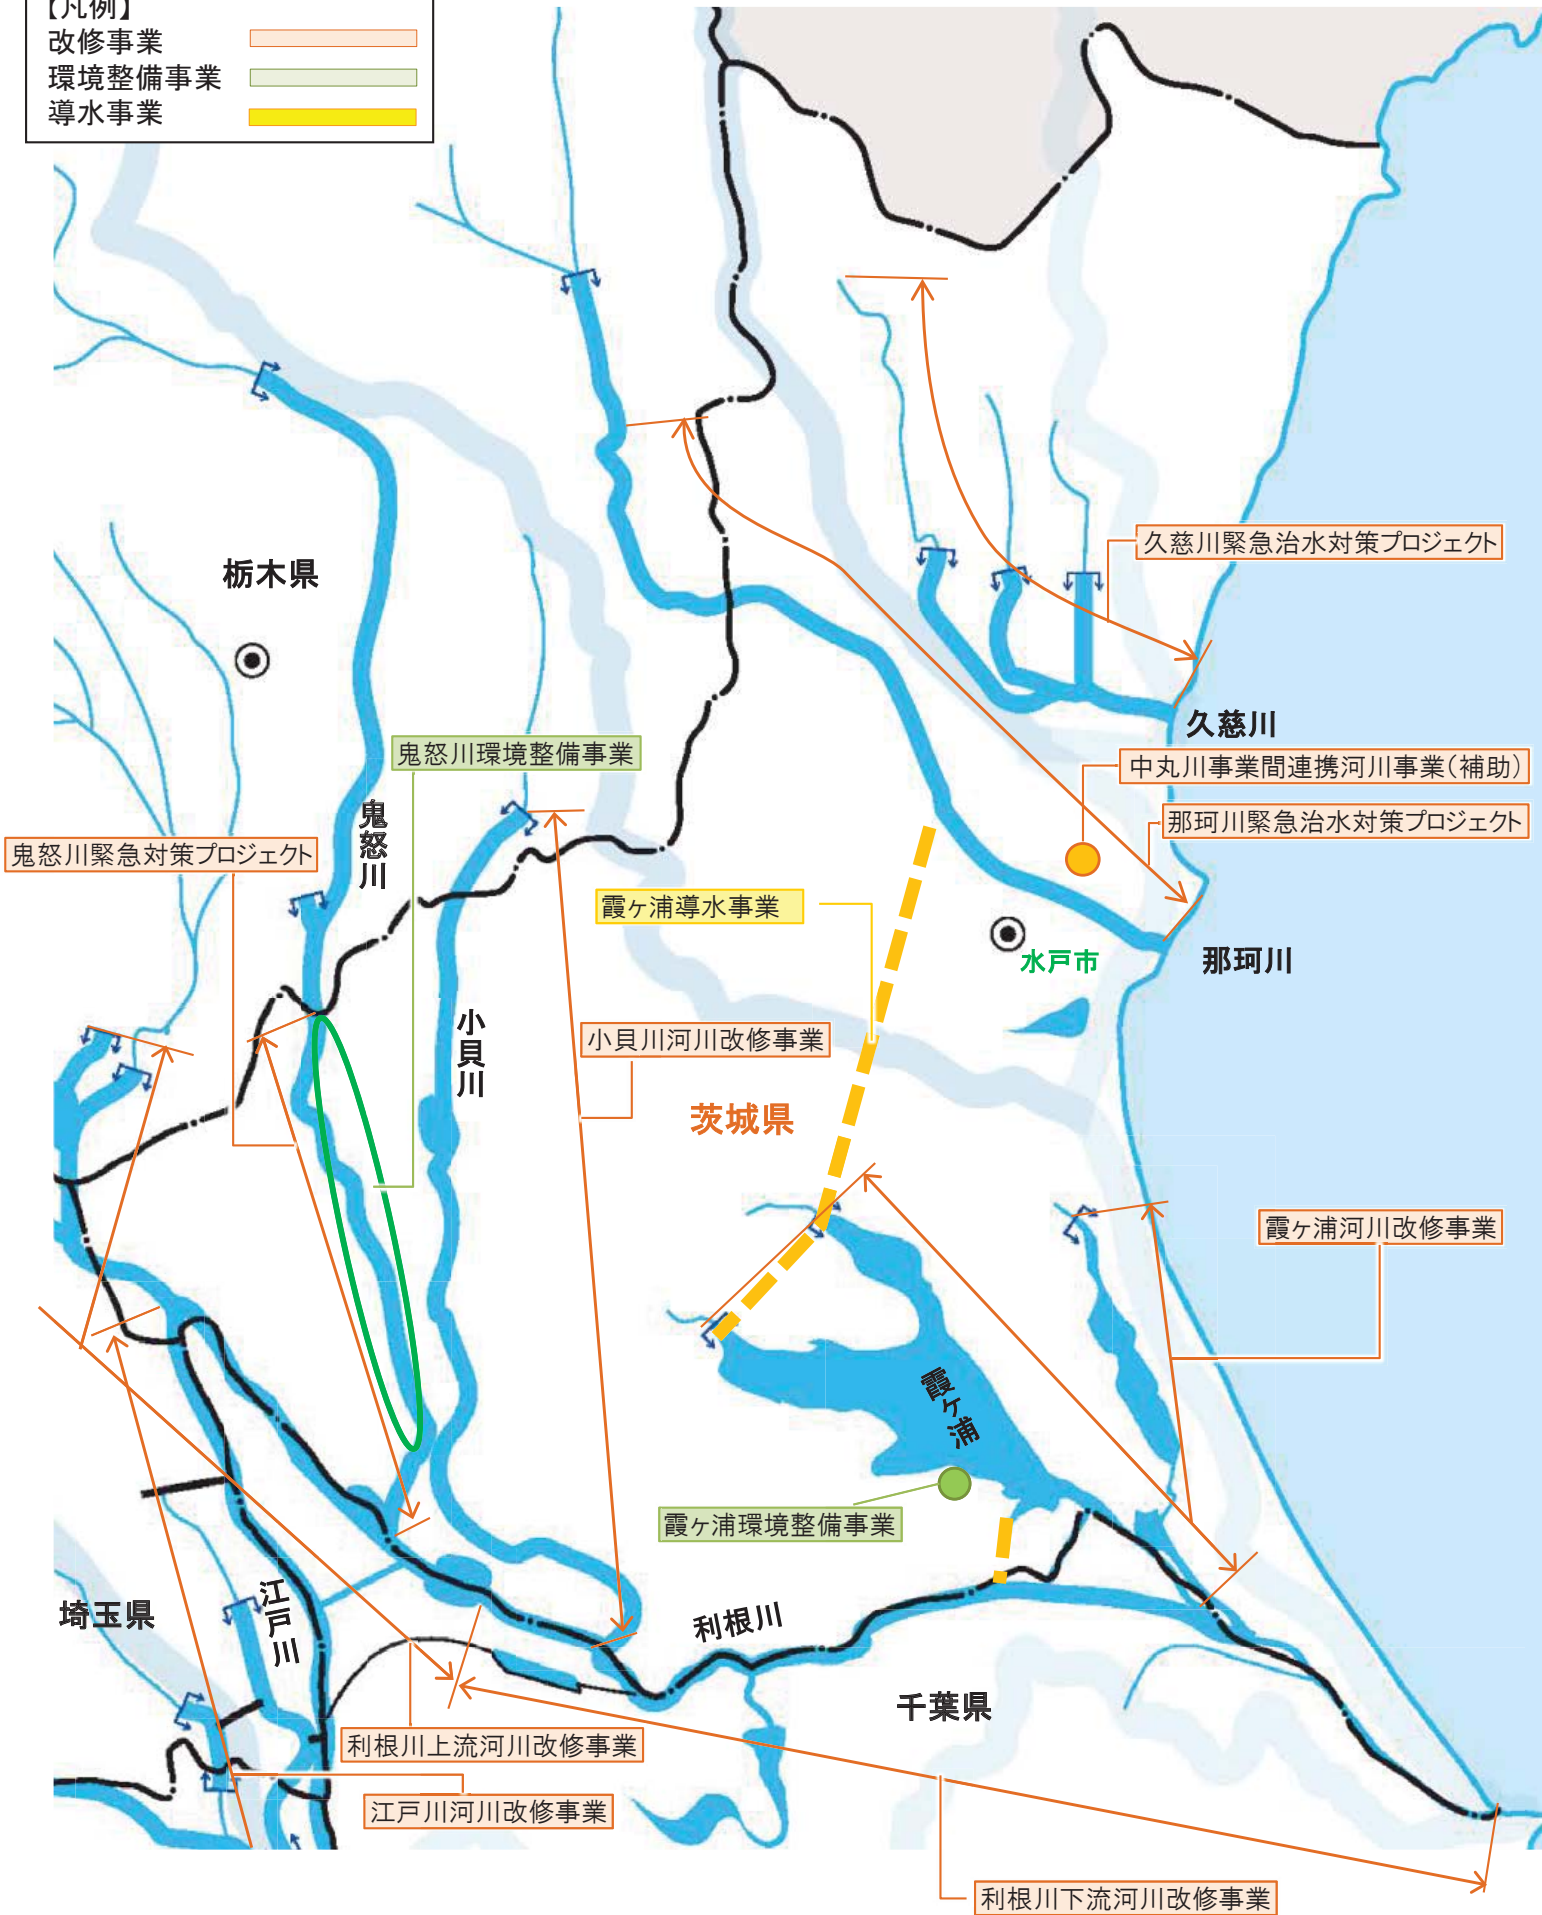 【凡例】
改修事業
環境整備事業
導水事業
久慈川緊急治水対策プロジェクト
栃木県
久慈川
鬼怒川環境整備事業
中丸川事業間連携河川事業(補助)
鬼怒川
那珂川緊急治水対策プロジェクト
鬼怒川緊急対策プロジェクト
霞ヶ浦導水事業
水戸市
那珂川
小貝川
小貝川河川改修事業
茨城県
霞ヶ浦河川改修事業
霞ヶ浦
霞ヶ浦環境整備事業
埼玉県
江戸川
利根川
千葉県
利根川上流河川改修事業
江戸川河川改修事業
利根川下流河川改修事業